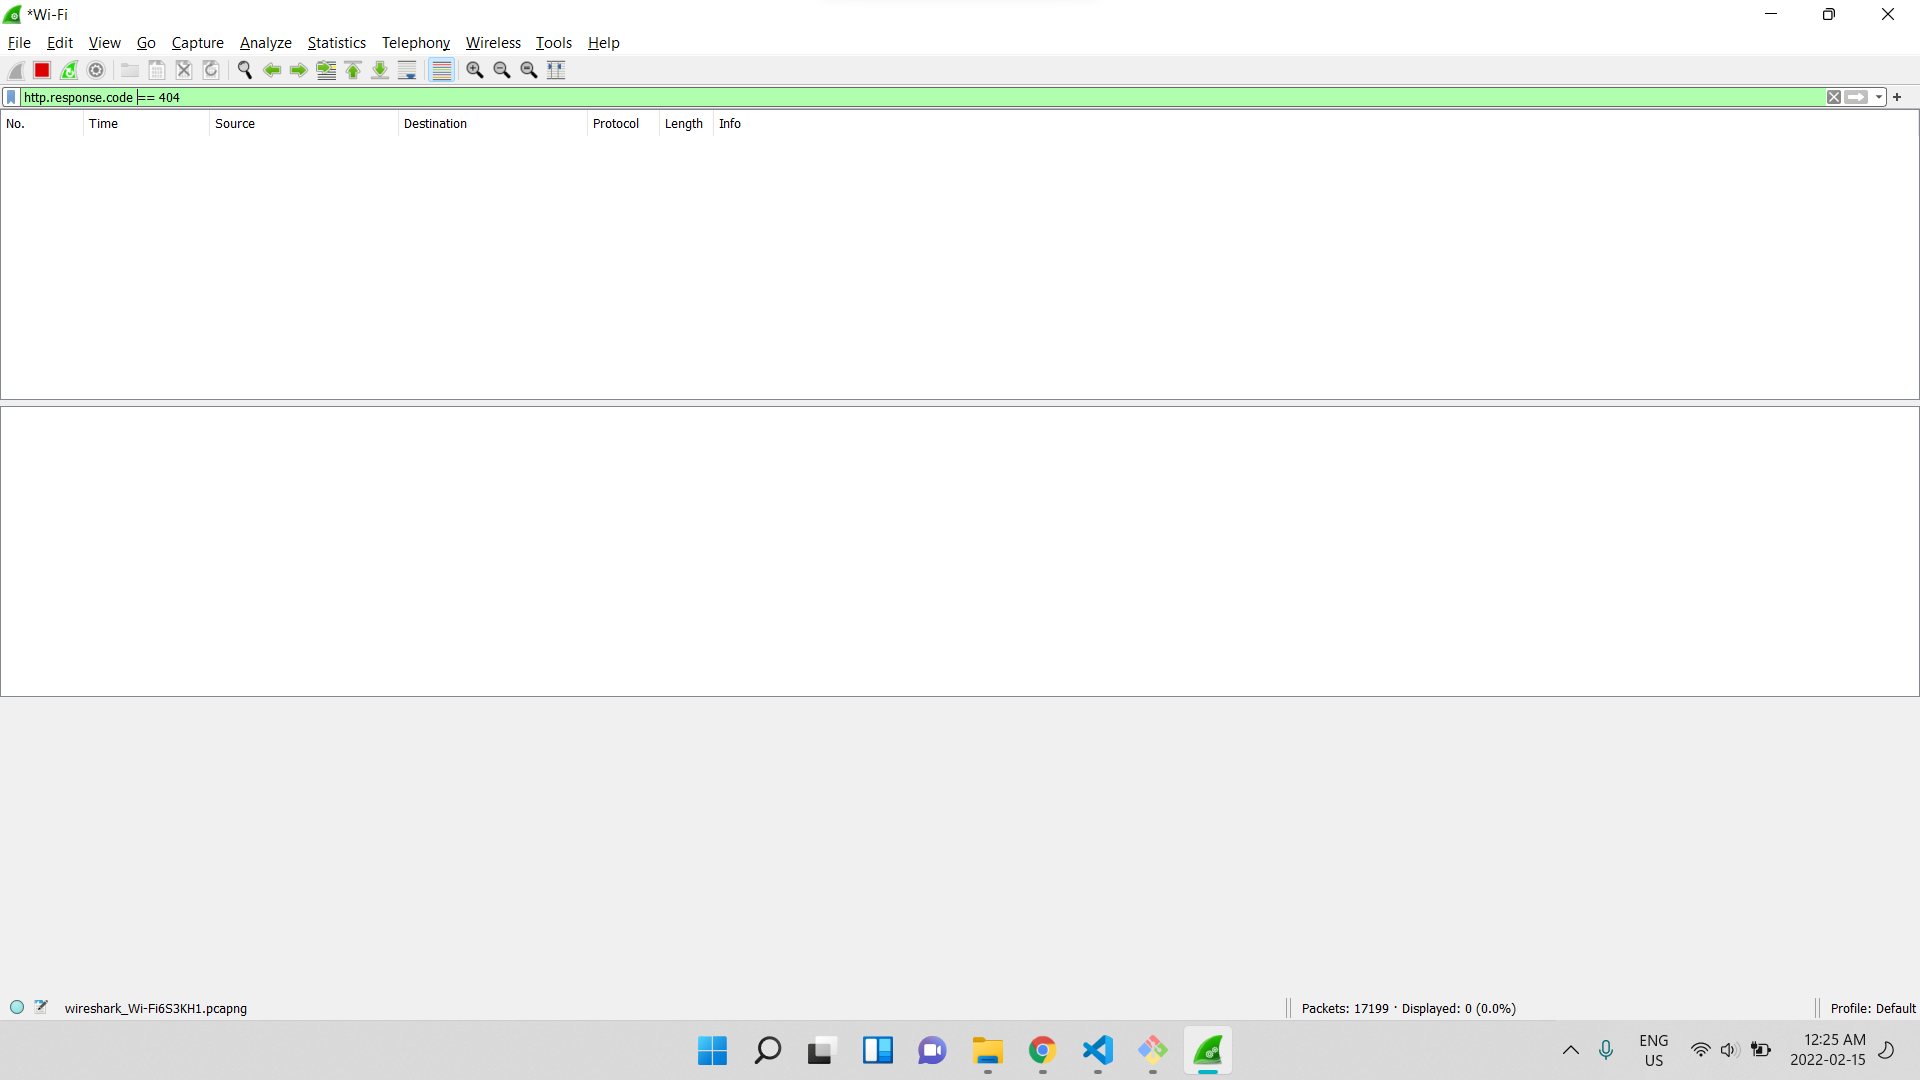 *Wi-Fi
File Edit View Go Capture Analyze Statistics Telephony Wireless Tools Help
http.response.code == 404
No. Time Source Destination Protocol Length Info
wireshark_Wi-Fi6S3KH1.pcapng Packets: 17199 · Displayed: 0 (0.0%) Profile: Default
ENG 12:25 AM
US 2022-02-15